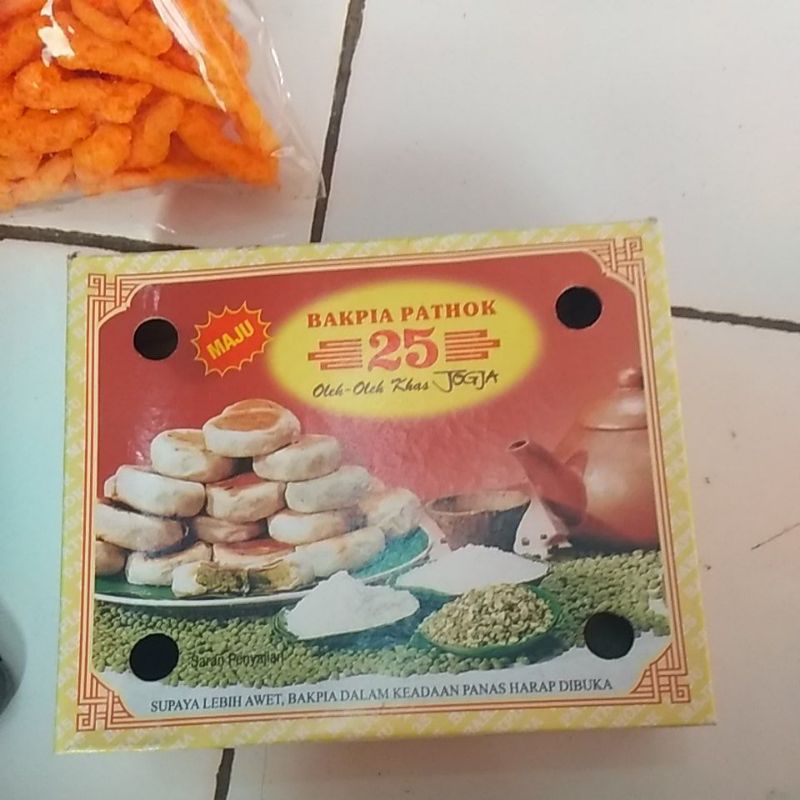 MAJU
BAKPIA PATHOK
25
Oleh-Oleh Khas JOGJA
Saran Penyajian
SUPAYA LEBIH AWET, BAKPIA DALAM KEADAAN PANAS HARAP DIBUKA